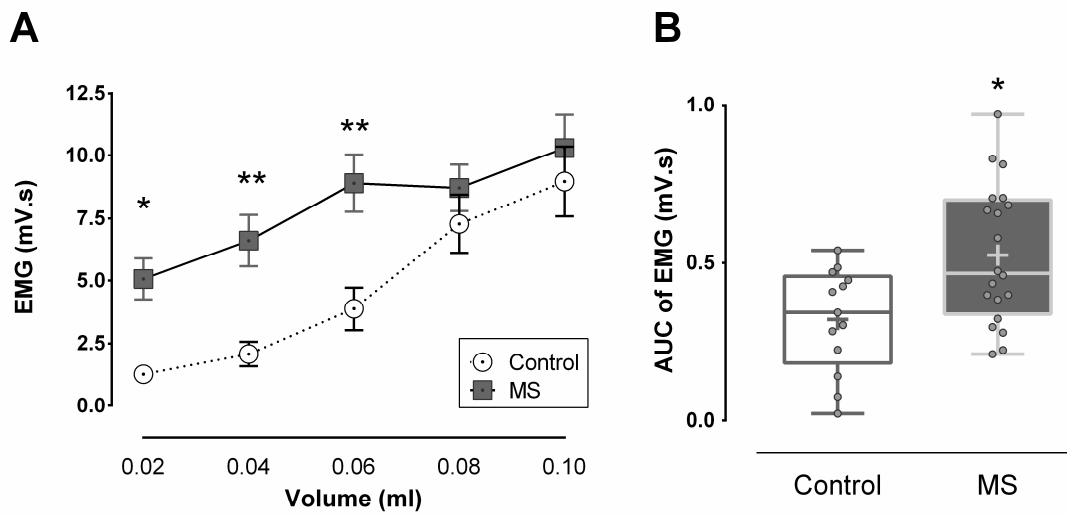 A
B
12.5
10.0
7.5
5.0
2.5
0.0
EMG (mV.s)
*
**
**
Control
MS
0.02 0.04 0.06 0.08 0.10
Volume (ml)
*
1.0
0.5
0.0
AUC of EMG (mV.s)
Control MS